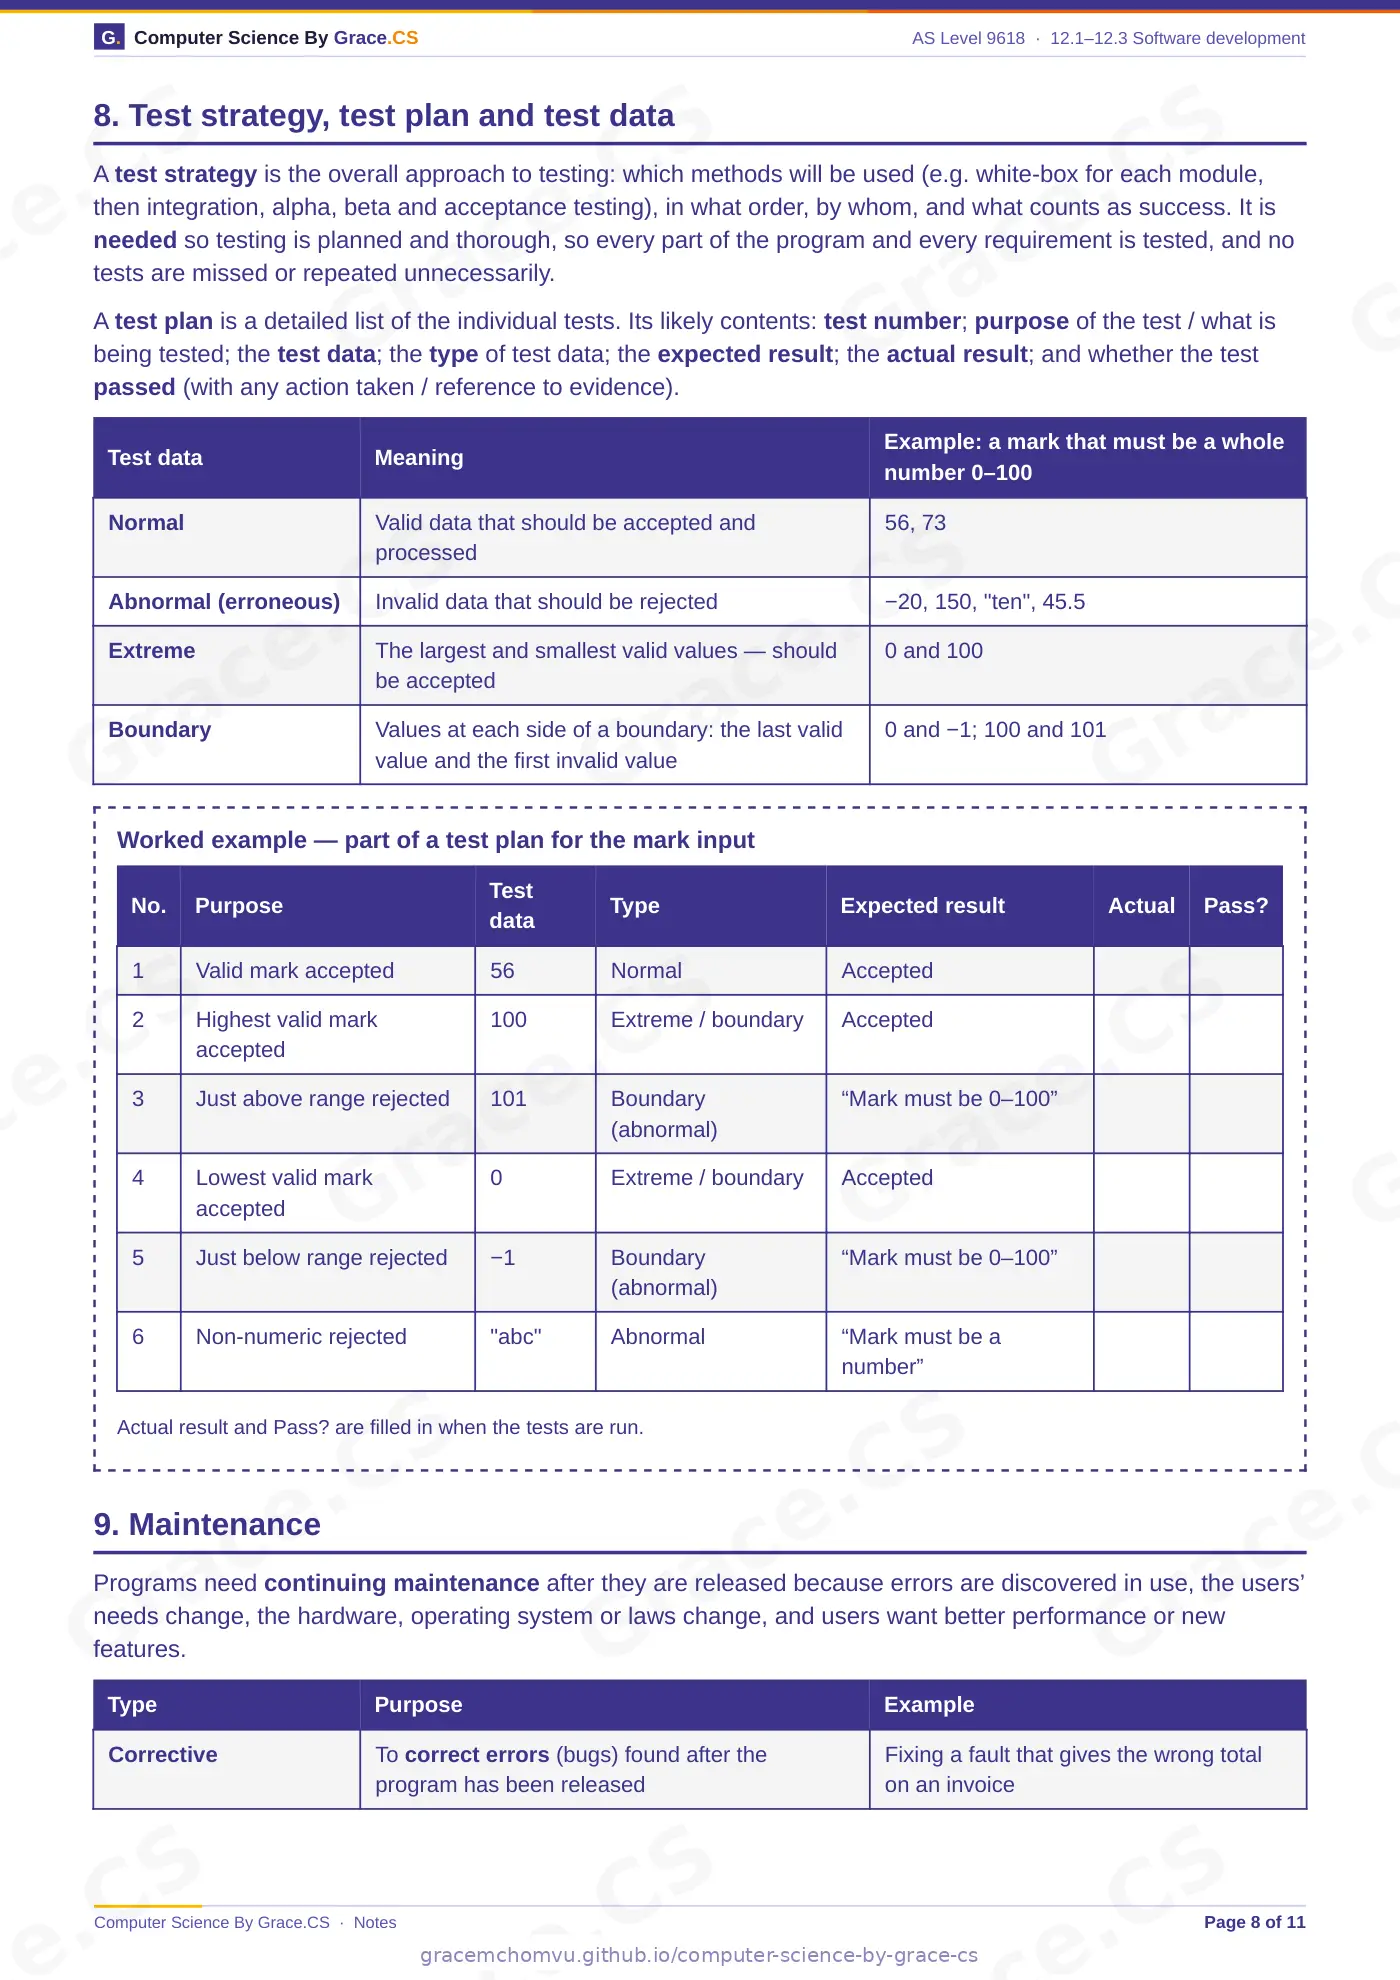 G. Computer Science By Grace.CS
AS Level 9618 · 12.1–12.3 Software development
8. Test strategy, test plan and test data
A test strategy is the overall approach to testing: which methods will be used (e.g. white-box for each module,
then integration, alpha, beta and acceptance testing), in what order, by whom, and what counts as success. It is
needed so testing is planned and thorough, so every part of the program and every requirement is tested, and no
tests are missed or repeated unnecessarily.
A test plan is a detailed list of the individual tests. Its likely contents: test number; purpose of the test / what is
being tested; the test data; the type of test data; the expected result; the actual result; and whether the test
passed (with any action taken / reference to evidence).
Test data Meaning Example: a mark that must be a whole
number 0–100
Normal Valid data that should be accepted and 56, 73
processed
Abnormal (erroneous) Invalid data that should be rejected −20, 150, "ten", 45.5
Extreme The largest and smallest valid values — should 0 and 100
be accepted
Boundary Values at each side of a boundary: the last valid 0 and −1; 100 and 101
value and the first invalid value
Worked example — part of a test plan for the mark input
No. Purpose Test Type Expected result Actual Pass?
data
1 Valid mark accepted 56 Normal Accepted
2 Highest valid mark 100 Extreme / boundary Accepted
accepted
3 Just above range rejected 101 Boundary “Mark must be 0–100”
(abnormal)
4 Lowest valid mark 0 Extreme / boundary Accepted
accepted
5 Just below range rejected −1 Boundary “Mark must be 0–100”
(abnormal)
6 Non-numeric rejected "abc" Abnormal “Mark must be a
number”
Actual result and Pass? are filled in when the tests are run.
9. Maintenance
Programs need continuing maintenance after they are released because errors are discovered in use, the users’
needs change, the hardware, operating system or laws change, and users want better performance or new
features.
Type Purpose Example
Corrective To correct errors (bugs) found after the Fixing a fault that gives the wrong total
program has been released on an invoice
Computer Science By Grace.CS · Notes
Page 8 of 11
gracemchomvu.github.io/computer-science-by-grace-cs